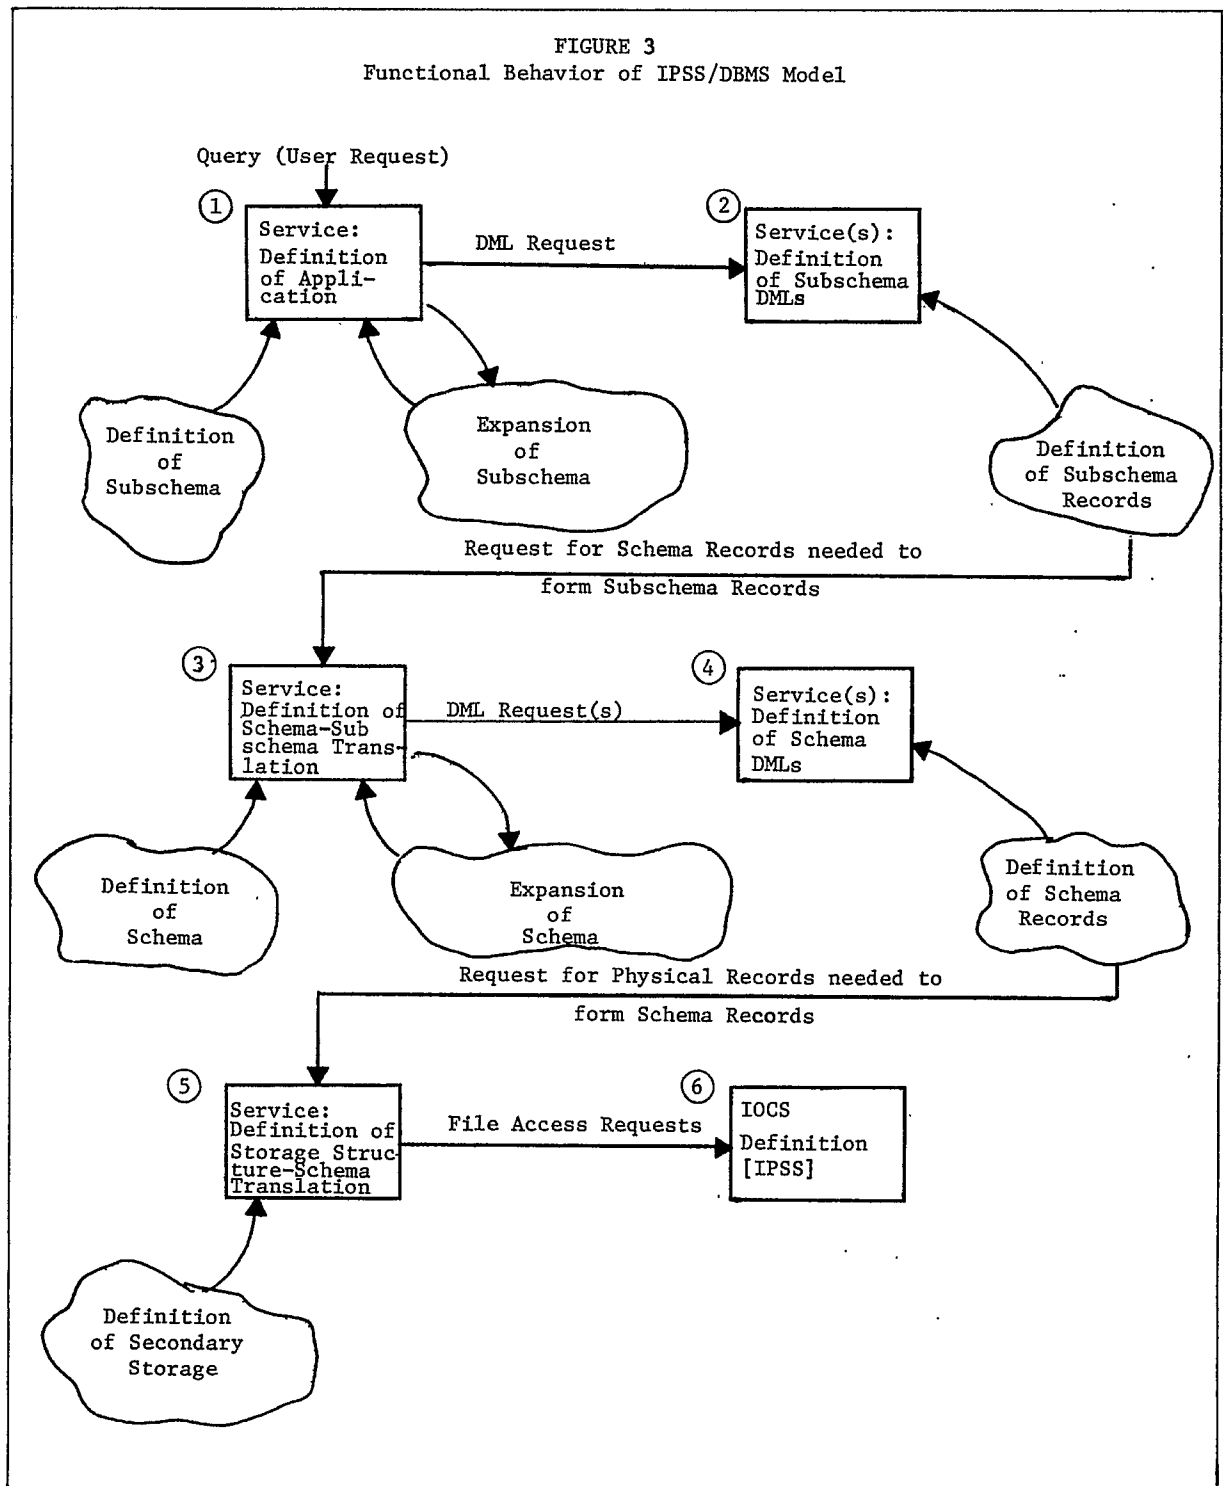 FIGURE 3
Functional Behavior of IPSS/DBMS Model
Query (User Request)
1
Service:
Definition
of Appli-
cation
DML Request
2
Service(s):
Definition
of Subschema
DMLs
Definition
of
Subschema
Expansion
of
Subschema
Definition
of Subschema
Records
Request for Schema Records needed to
form Subschema Records
3
Service:
Definition of
Schema-Sub
schema Trans-
lation
DML Request(s)
4
Service(s):
Definition
of Schema
DMLs
Definition
of
Schema
Expansion
of
Schema
Definition
of Schema
Records
Request for Physical Records needed to
form Schema Records
5
Service:
Definition of
Storage Struc-
ture-Schema
Translation
File Access Requests
6
IOCS
Definition
[IPSS]
Definition
of Secondary
Storage